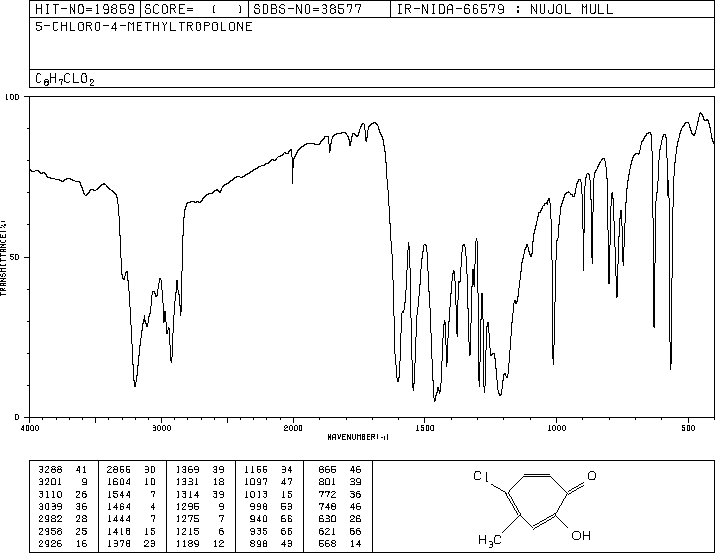 HIT-NO=19859 SCORE= ( ) SDBS-NO=38577 IR-NIDA-66579 : NUJOL MULL
5-CHLORO-4-METHYLTROPOLONE
C8H7CLO2
100
50
0
TRANSMITTANCE(%)
4000 3000 2000 1500 1000 500
WAVENUMBER(-1)
3288 41 2866 30 1369 39 1166 34 866 46
3201 9 1604 10 1331 18 1097 47 801 39
3110 26 1544 7 1314 39 1013 15 772 36
3039 36 1464 4 1295 9 998 59 748 46
2982 28 1444 7 1275 7 940 66 630 26
2958 25 1418 15 1215 6 935 66 621 66
2926 16 1378 23 1189 12 898 43 568 14
Cl
O
H3C
OH